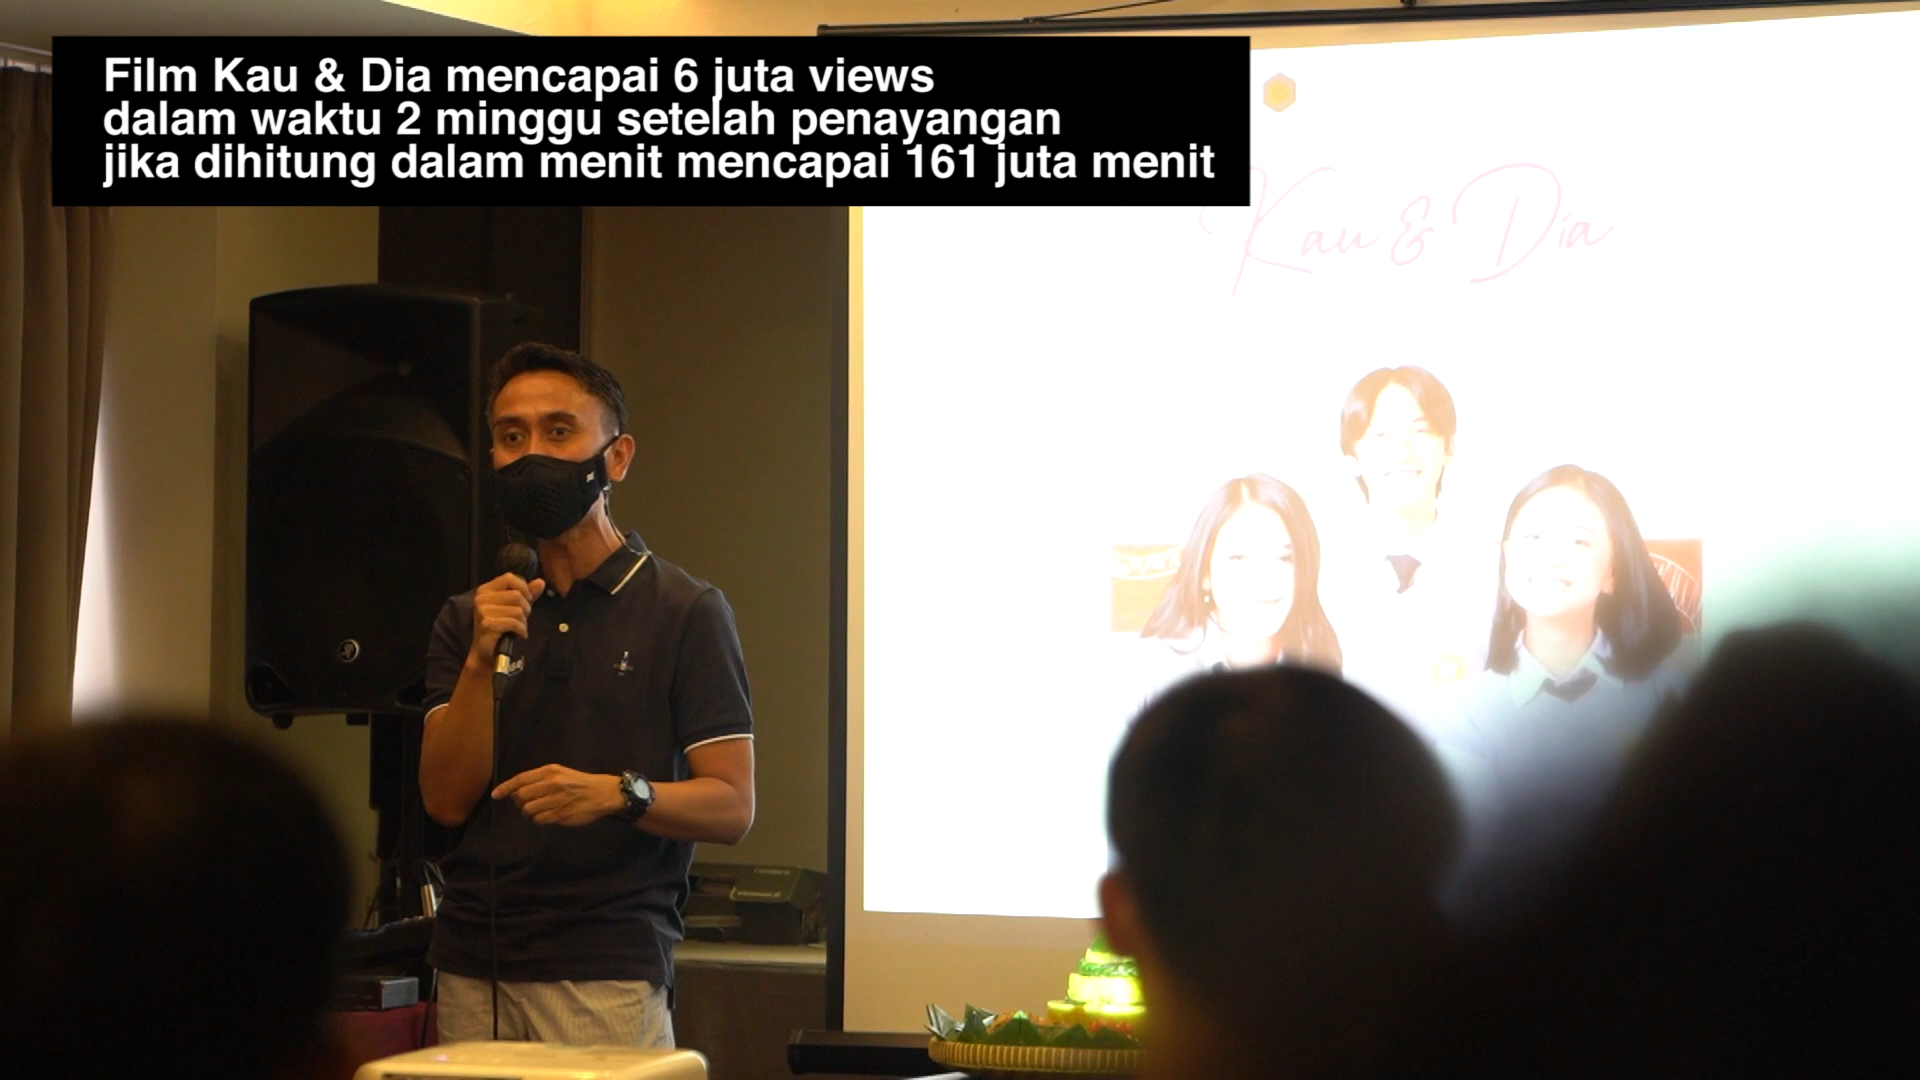 Film Kau & Dia mencapai 6 juta views
dalam waktu 2 minggu setelah penayangan
jika dihitung dalam menit mencapai 161 juta menit
Kau & Dia